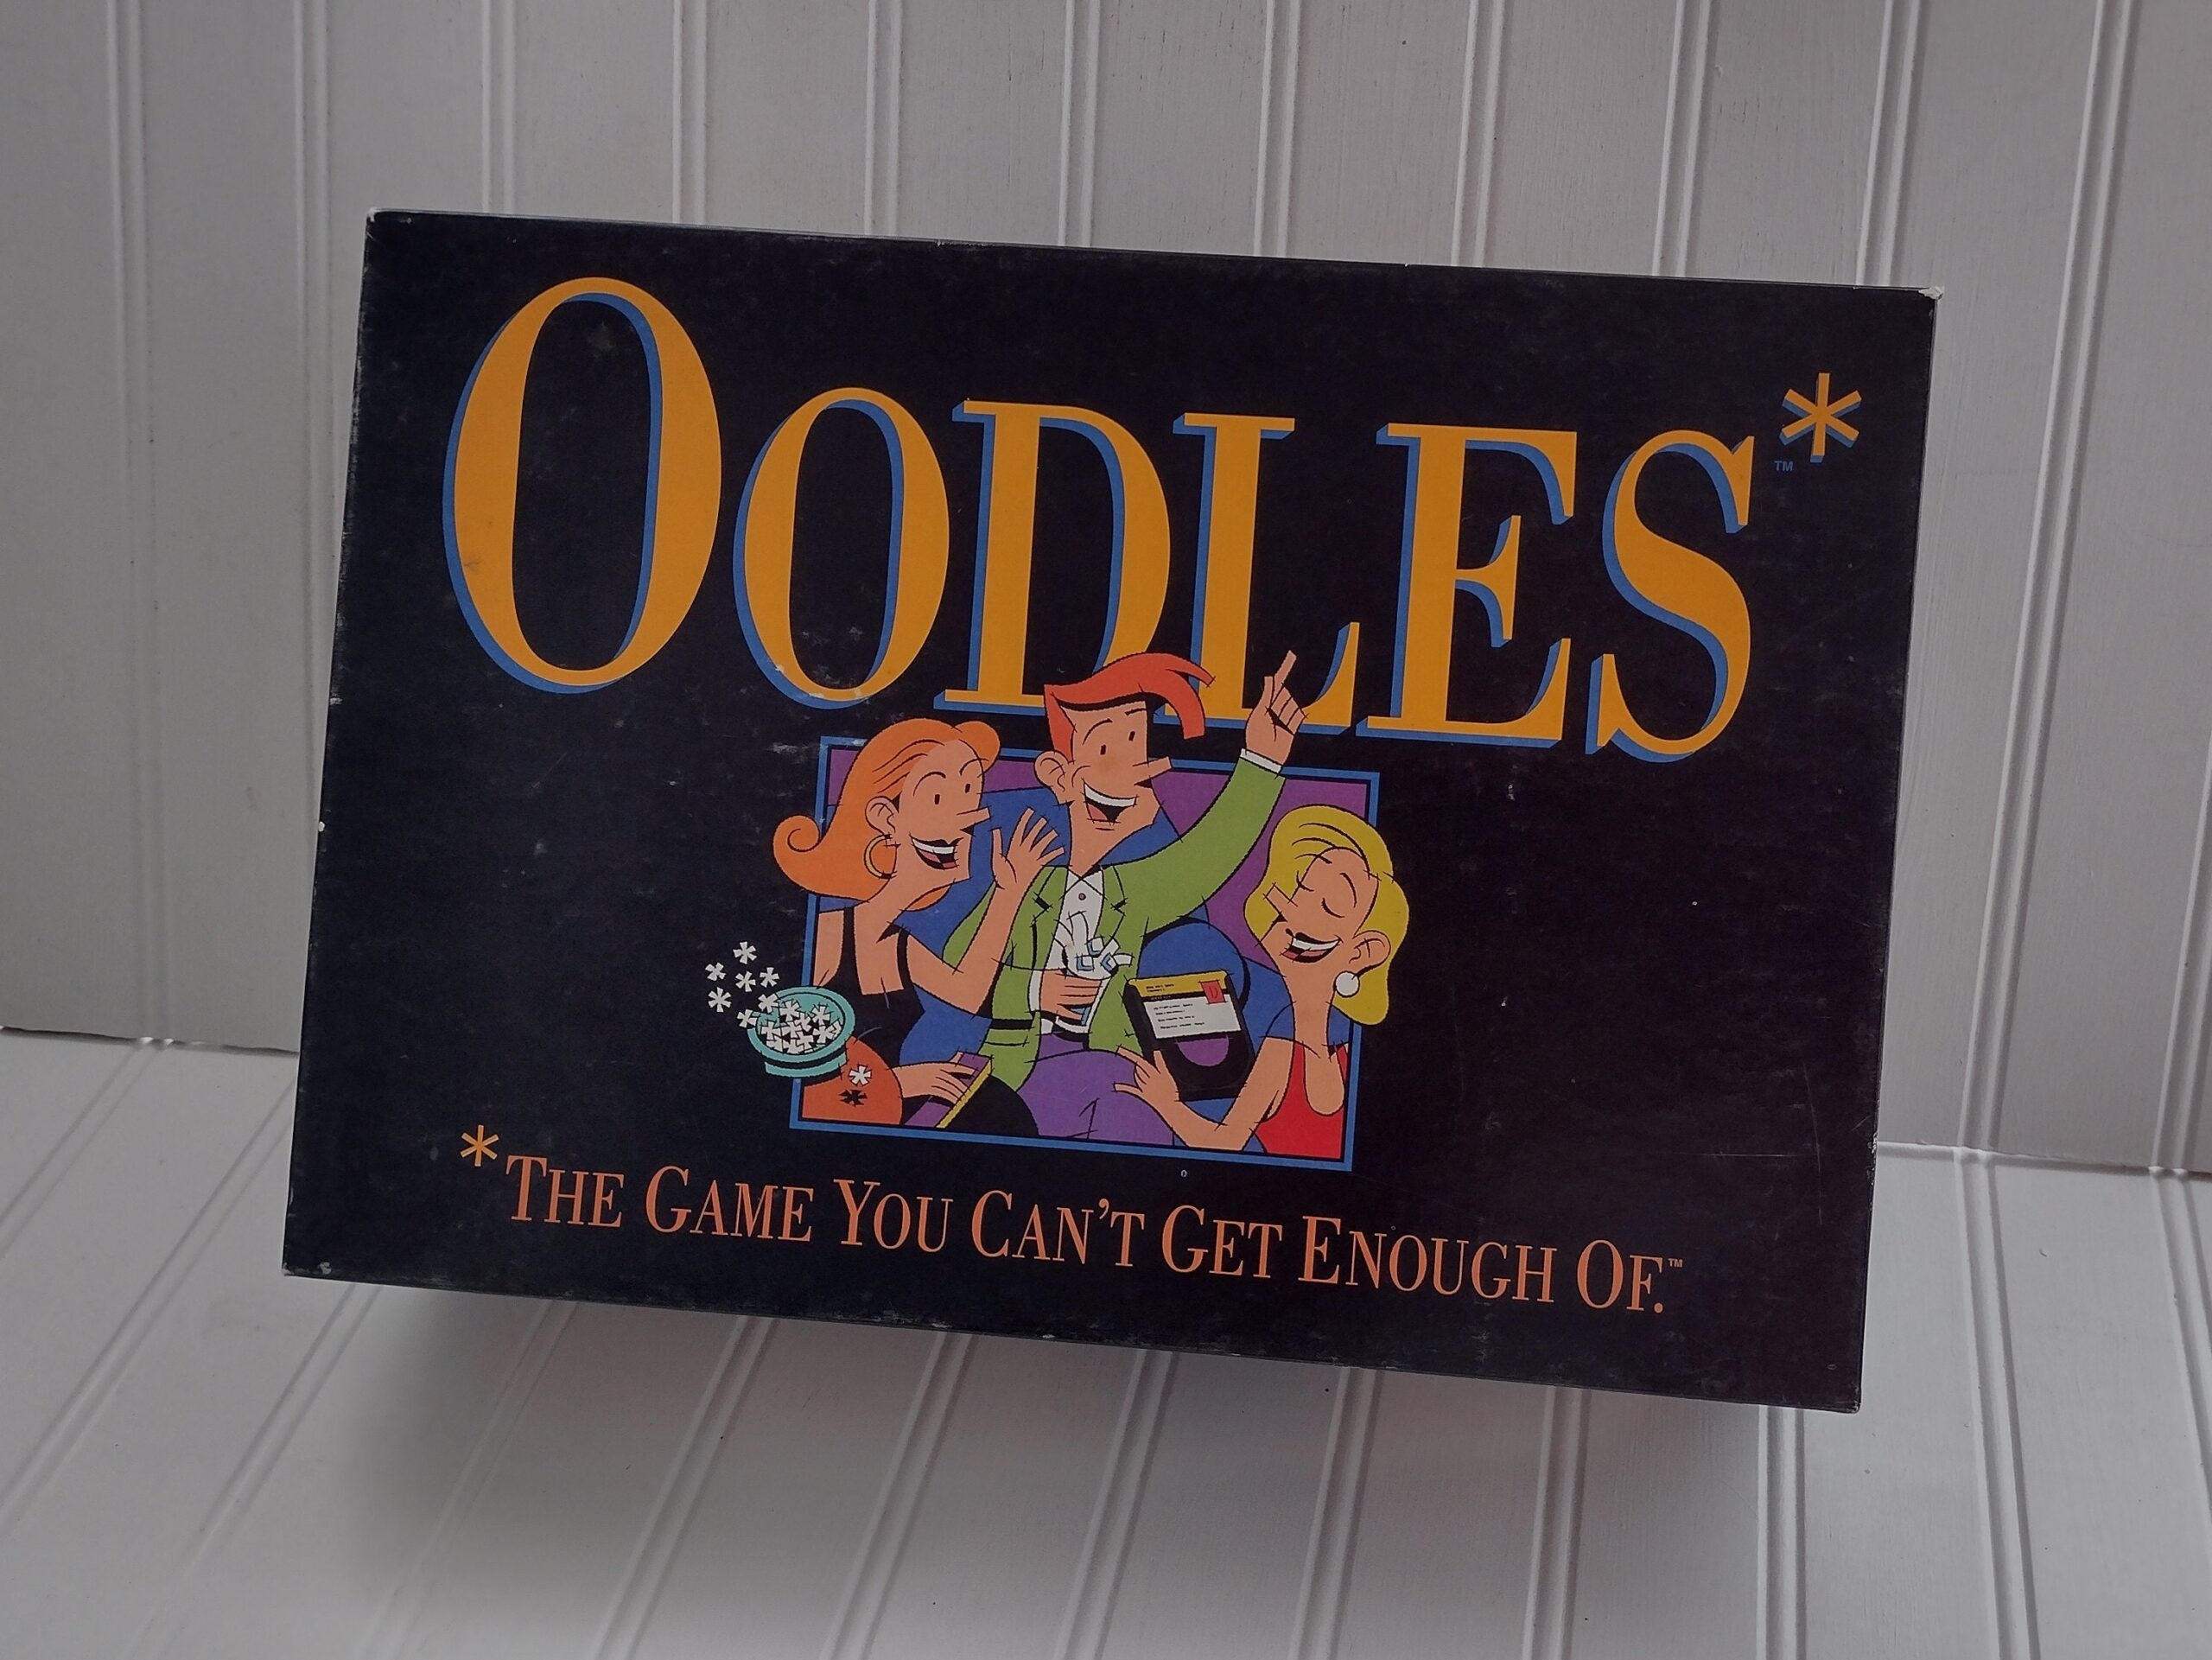 OODLES*™
*THE GAME YOU CAN'T GET ENOUGH OF.™